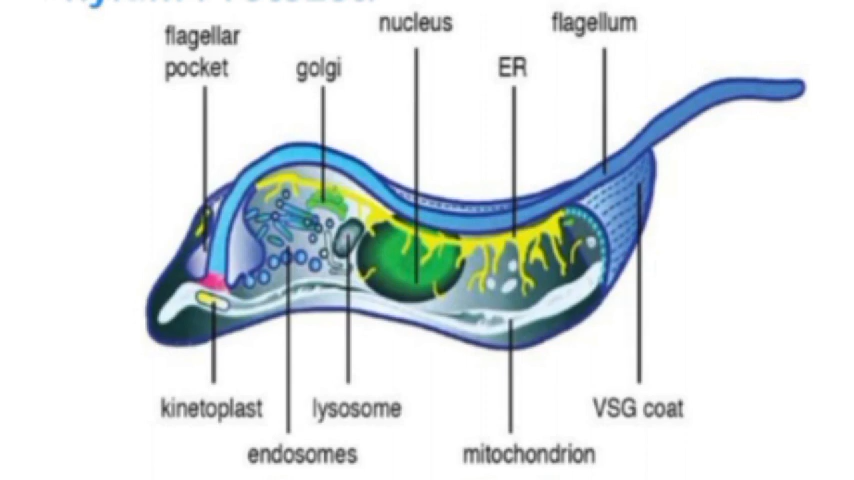 nucleus
flagellum
flagellar
pocket
golgi
ER
kinetoplast
lysosome
VSG coat
endosomes
mitochondrion